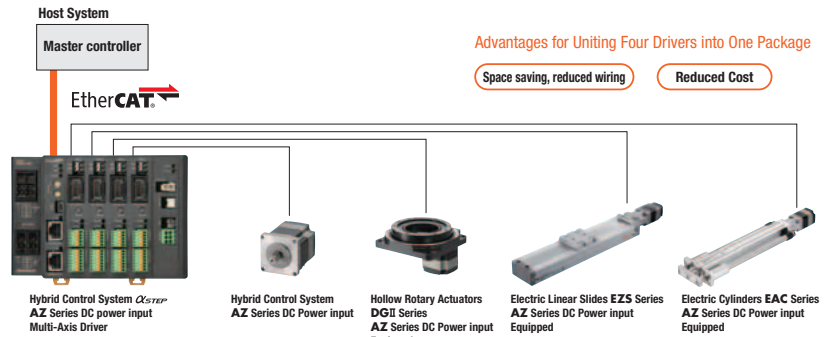 Host System
Master controller
Advantages for Uniting Four Drivers into One Package
Space saving, reduced wiring
Reduced Cost
EtherCAT®
Hybrid Control System αSTEP
AZ Series DC power input
Multi-Axis Driver
Hybrid Control System
AZ Series DC Power input
Hollow Rotary Actuators
DGII Series
AZ Series DC Power input
Electric Linear Slides EZS Series
AZ Series DC Power input
Equipped
Electric Cylinders EAC Series
AZ Series DC Power input
Equipped